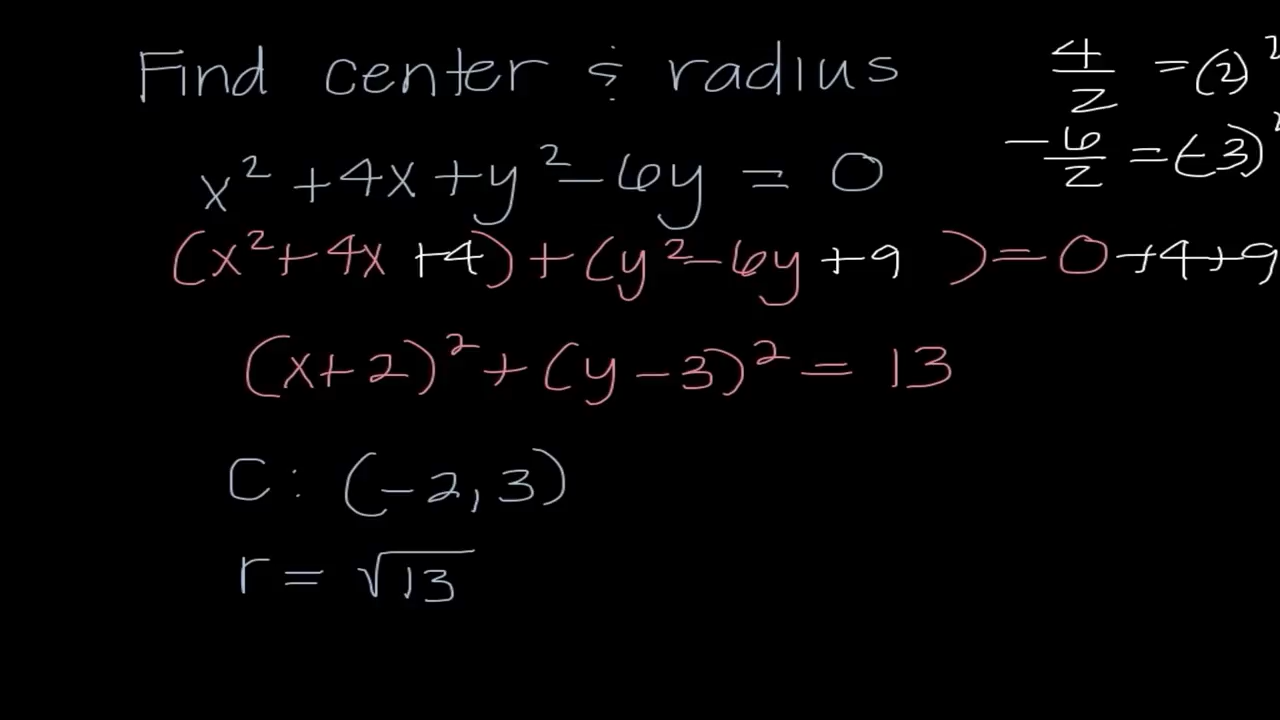 Find center & radius
x² + 4x + y² - 6y = 0
(x² + 4x + 4) + (y² - 6y + 9 ) = 0 + 4 + 9
(x + 2)² + (y - 3)² = 13
C: (-2, 3)
r = √13
4/2 = (2)²
-6/2 = (-3)²